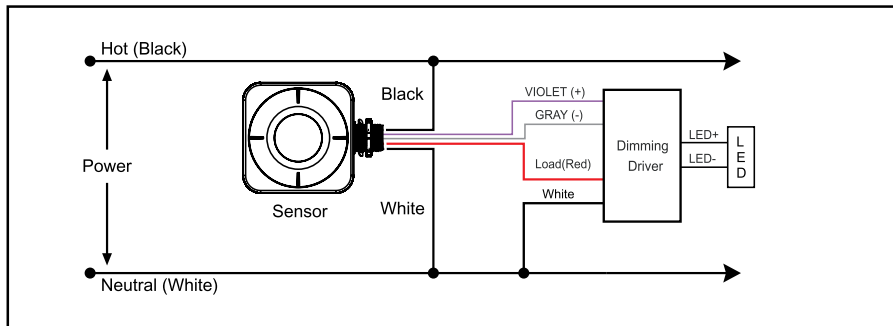 Hot (Black)
Black
VIOLET (+)
GRAY (-)
Power
Dimming
Driver
LED+
LED-
L
E
D
Load(Red)
White
White
Sensor
Neutral (White)